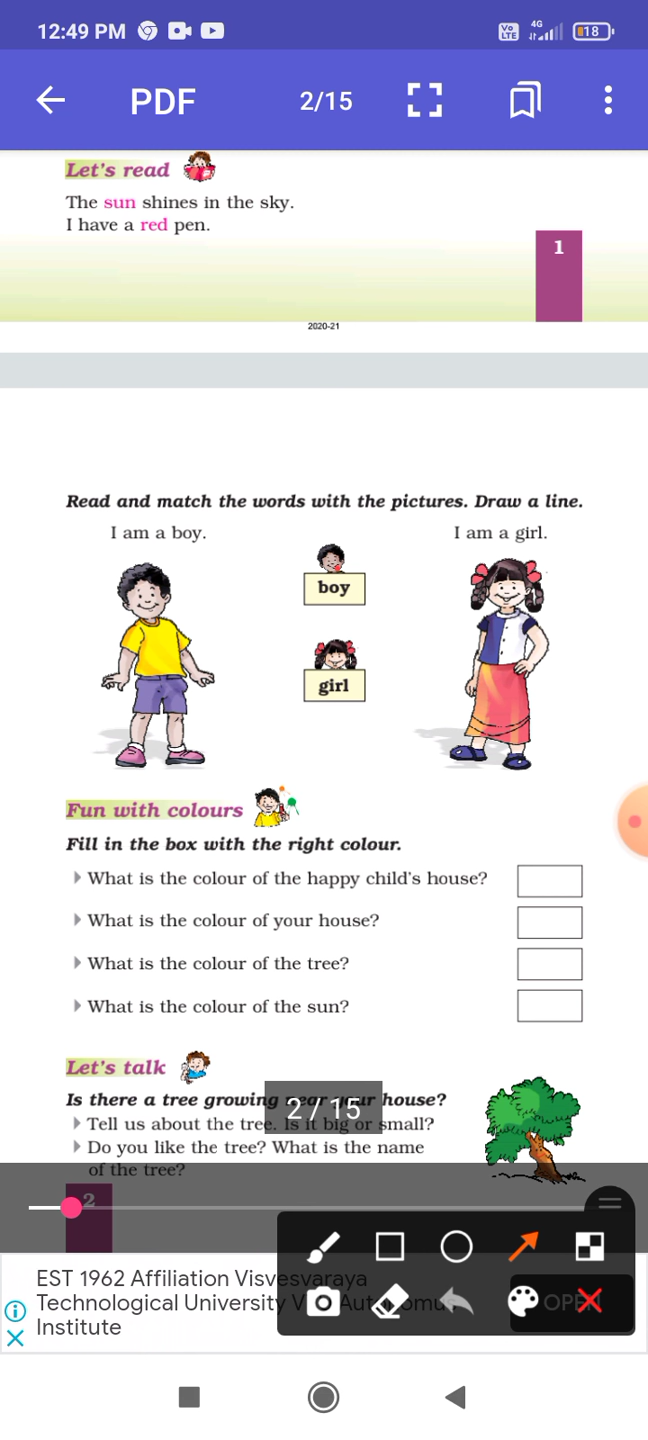 12:49 PM
Vo LTE 4G 18
PDF 2/15
Let's read
The sun shines in the sky.
I have a red pen.
1
2020-21
Read and match the words with the pictures. Draw a line.
I am a boy. I am a girl.
boy
girl
Fun with colours
Fill in the box with the right colour.
What is the colour of the happy child's house?
What is the colour of your house?
What is the colour of the tree?
What is the colour of the sun?
Let's talk
Is there a tree growing near your house?
2 / 15
Tell us about the tree. Is it big or small?
Do you like the tree? What is the name
of the tree?
2
EST 1962 Affiliation Visvesvaraya
Technological University
Institute